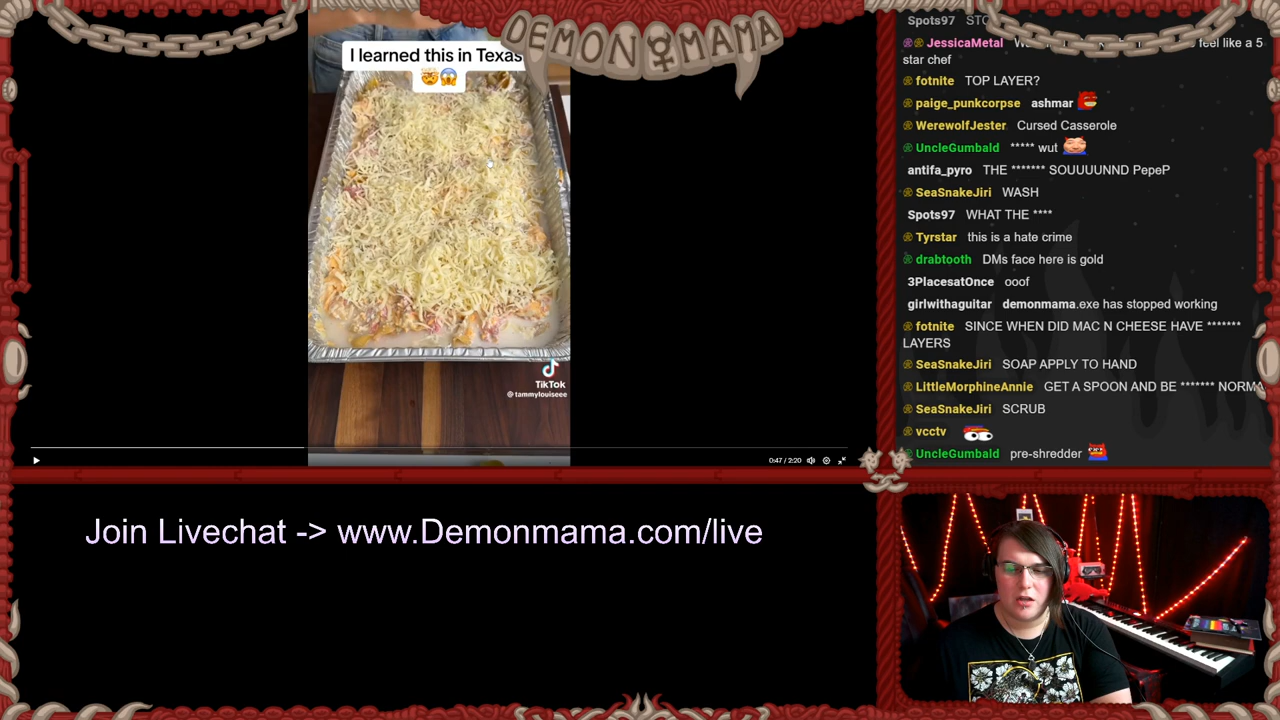 I learned this in Texas
DEMON MAMA
TikTok
@tammylouiseee
0:47 / 2:20
Join Livechat -> www.Demonmama.com/live
Spots97
JessicaMetal
feel like a 5
star chef
fotnite TOP LAYER?
paige_punkcorpse ashmar
WerewolfJester Cursed Casserole
UncleGumbald ***** wut
antifa_pyro THE ******* SOUUUUNND PepeP
SeaSnakeJiri WASH
Spots97 WHAT THE ****
Tyrstar this is a hate crime
drabtooth DMs face here is gold
3PlacesatOnce ooof
girlwithaguitar demonmama.exe has stopped working
fotnite SINCE WHEN DID MAC N CHEESE HAVE *******
LAYERS
SeaSnakeJiri SOAP APPLY TO HAND
LittleMorphineAnnie GET A SPOON AND BE ******* NORMA
SeaSnakeJiri SCRUB
vcctv
UncleGumbald pre-shredder